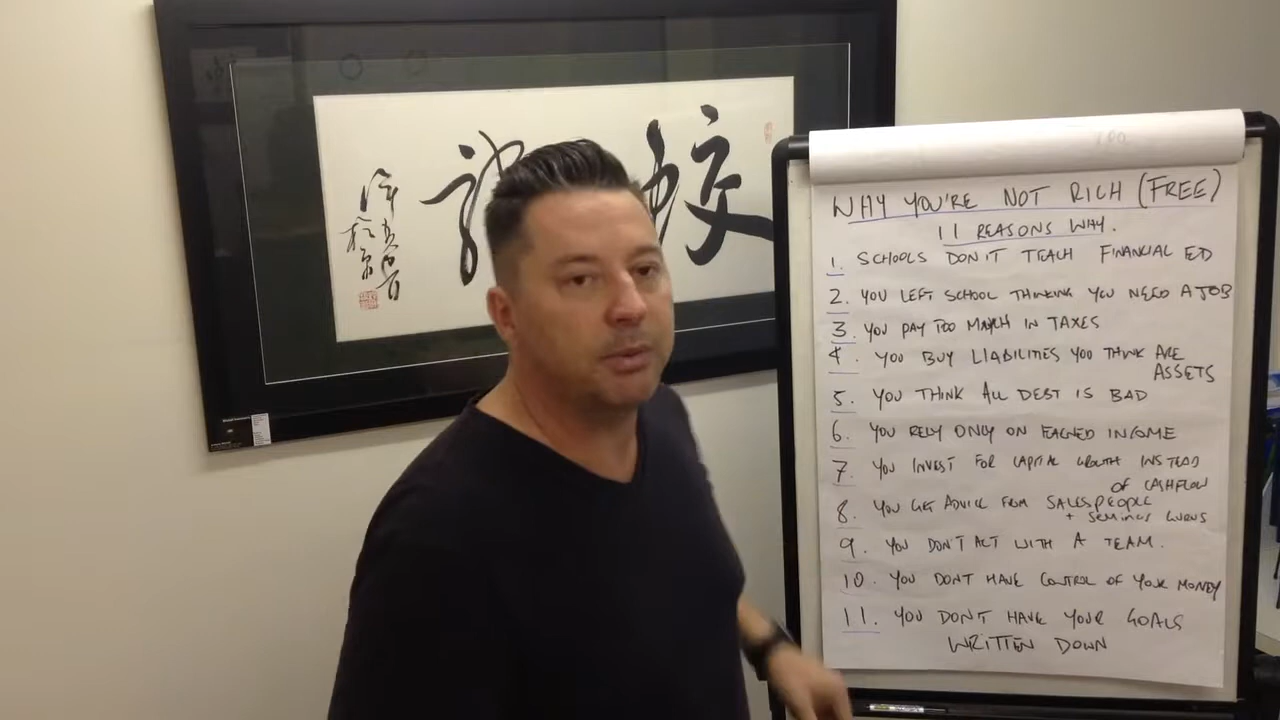 WHY YOU'RE NOT RICH (FREE)
11 REASONS WHY.
1. SCHOOLS DON'T TEACH FINANCIAL ED
2. YOU LEFT SCHOOL THINKING YOU NEED A JOB
3. YOU PAY TOO MUCH IN TAXES
4. YOU BUY LIABILITIES YOU THINK ARE
ASSETS
5. YOU THINK ALL DEBT IS BAD
6. YOU RELY ONLY ON EARNED INCOME
7. YOU INVEST FOR CAPITAL GROWTH INSTEAD
OF CASHFLOW
8. YOU GET ADVICE FROM SALESPEOPLE
+ SEMINAR GURUS
9. YOU DON'T ACT WITH A TEAM.
10. YOU DONT HAVE CONTROL OF YOUR MONEY
11. YOU DON'T HAVE YOUR GOALS
WRITTEN DOWN